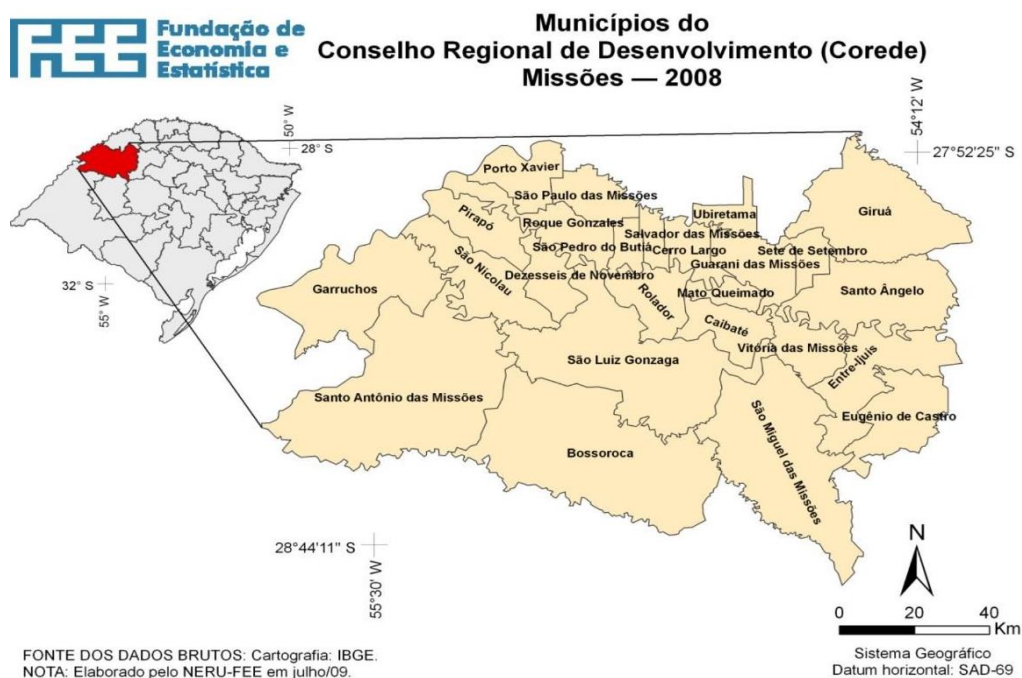 FEE
Fundação de
Economia e
Estatística
Municípios do
Conselho Regional de Desenvolvimento (Corede)
Missões — 2008
50° W
28° S
32° S
55° W
54°12' W
27°52'25" S
Porto Xavier
São Paulo das Missões
Pirapó
Roque Gonzales
Ubiretama
Giruá
Salvador das Missões
São Pedro do Butiá
Cerro Largo
Sete de Setembro
Guarani das Missões
São Nicolau
Dezesseis de Novembro
Garruchos
Rolador
Mato Queimado
Santo Ângelo
Caibaté
Vitória das Missões
São Luiz Gonzaga
Entre-Ijuis
Santo Antônio das Missões
Eugênio de Castro
Bossoroca
São Miguel das Missões
28°44'11" S
55°30' W
N
0 20 40
Km
FONTE DOS DADOS BRUTOS: Cartografia: IBGE.
NOTA: Elaborado pelo NERU-FEE em julho/09.
Sistema Geográfico
Datum horizontal: SAD-69